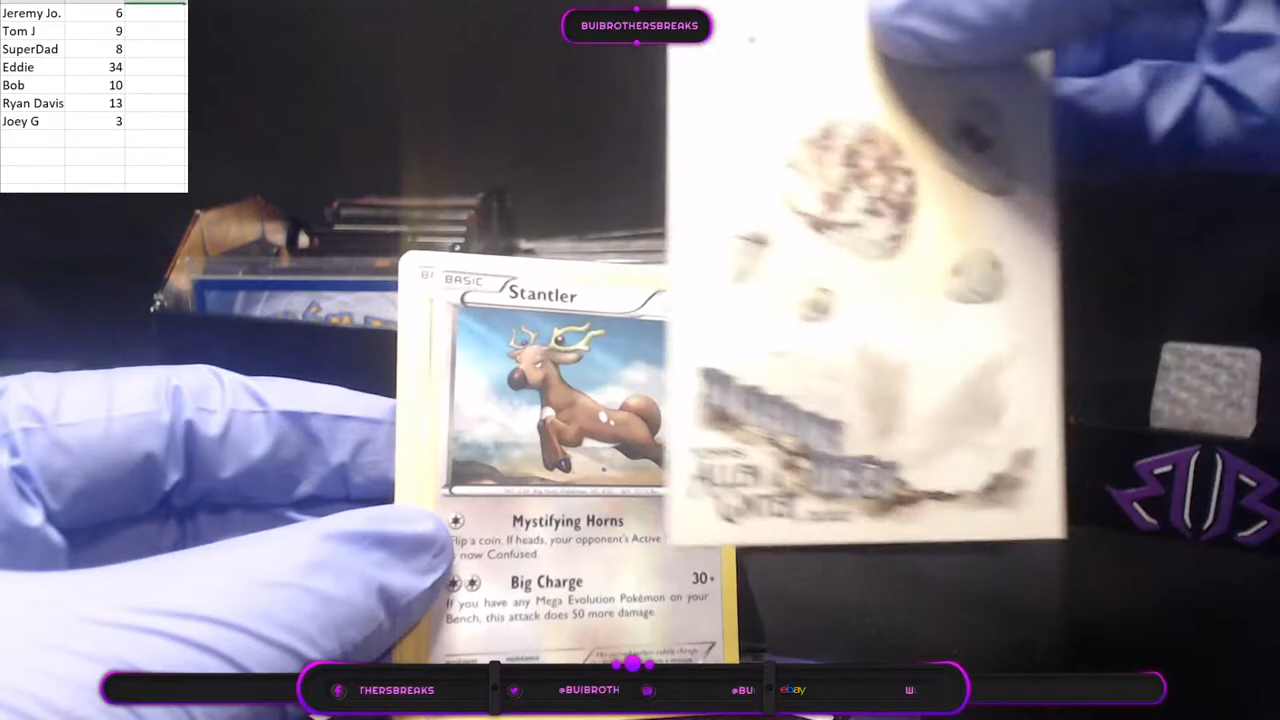 Jeremy Jo. 6
Tom J 9
SuperDad 8
Eddie 34
Bob 10
Ryan Davis 13
Joey G 3
BUIBROTHERSBREAKS
BASIC
Stantler
Mystifying Horns
Flip a coin. If heads, your opponent's Active
now Confused.
Big Charge 30+
If you have any Mega Evolution Pokémon on your
Bench, this attack does 50 more damage.
THERSBREAKS
@BUIBROTH
@BU
ebay
BUB